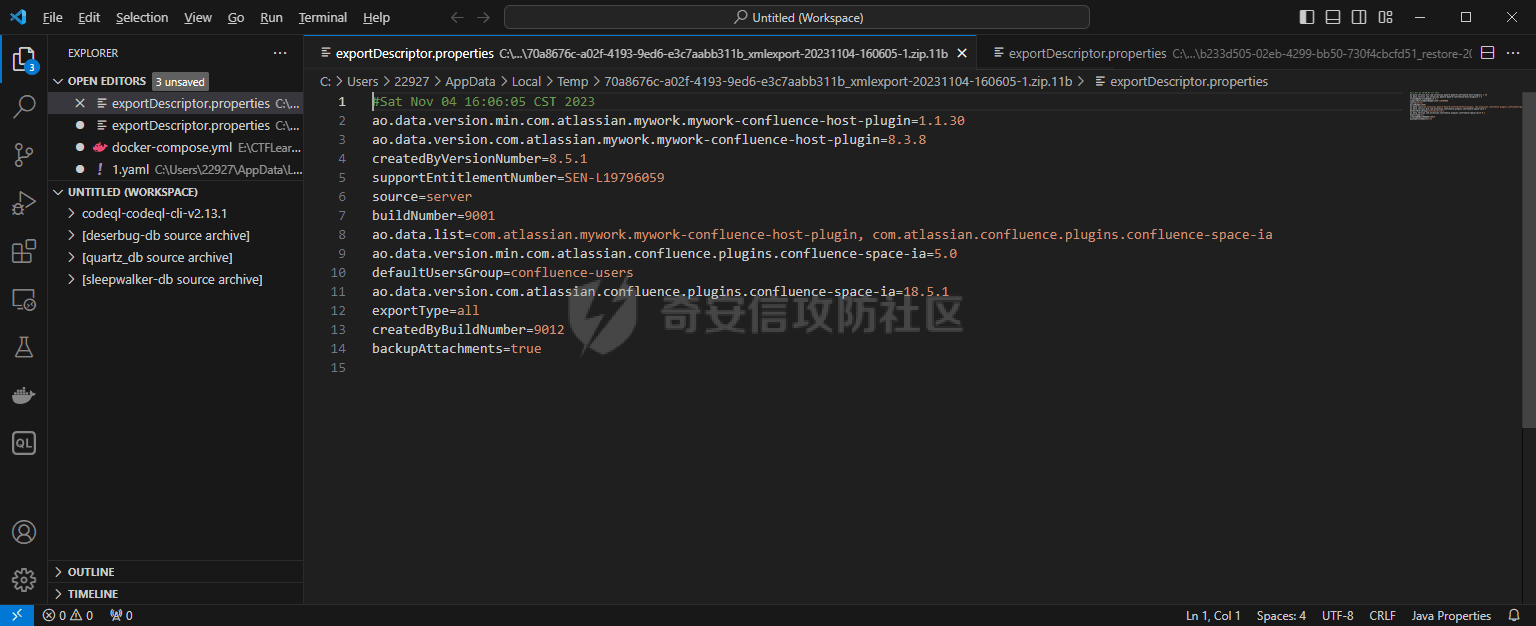 File Edit Selection View Go Run Terminal Help
Untitled (Workspace)
EXPLORER
OPEN EDITORS 3 unsaved
exportDescriptor.properties C:\...
exportDescriptor.properties C:\...
docker-compose.yml E:\CTFLear...
1.yaml C:\Users\22927\AppData\L...
UNTITLED (WORKSPACE)
codeql-codeql-cli-v2.13.1
[deserbug-db source archive]
[quartz_db source archive]
[sleepwalker-db source archive]
OUTLINE
TIMELINE
3
QL
exportDescriptor.properties C:\...\70a8676c-a02f-4193-9ed6-e3c7aabb311b_xmlexport-20231104-160605-1.zip.11b
exportDescriptor.properties C:\...\b233d505-02eb-4299-bb50-730f4cbcfd51_restore-20
C: > Users > 22927 > AppData > Local > Temp > 70a8676c-a02f-4193-9ed6-e3c7aabb311b_xmlexport-20231104-160605-1.zip.11b > exportDescriptor.properties
1 #Sat Nov 04 16:06:05 CST 2023
2 ao.data.version.min.com.atlassian.mywork.mywork-confluence-host-plugin=1.1.30
3 ao.data.version.com.atlassian.mywork.mywork-confluence-host-plugin=8.3.8
4 createdByVersionNumber=8.5.1
5 supportEntitlementNumber=SEN-L19796059
6 source=server
7 buildNumber=9001
8 ao.data.list=com.atlassian.mywork.mywork-confluence-host-plugin, com.atlassian.confluence.plugins.confluence-space-ia
9 ao.data.version.min.com.atlassian.confluence.plugins.confluence-space-ia=5.0
10 defaultUsersGroup=confluence-users
11 ao.data.version.com.atlassian.confluence.plugins.confluence-space-ia=18.5.1
12 exportType=all
13 createdByBuildNumber=9012
14 backupAttachments=true
15
奇安信攻防社区
0 0 0
Ln 1, Col 1 Spaces: 4 UTF-8 CRLF Java Properties